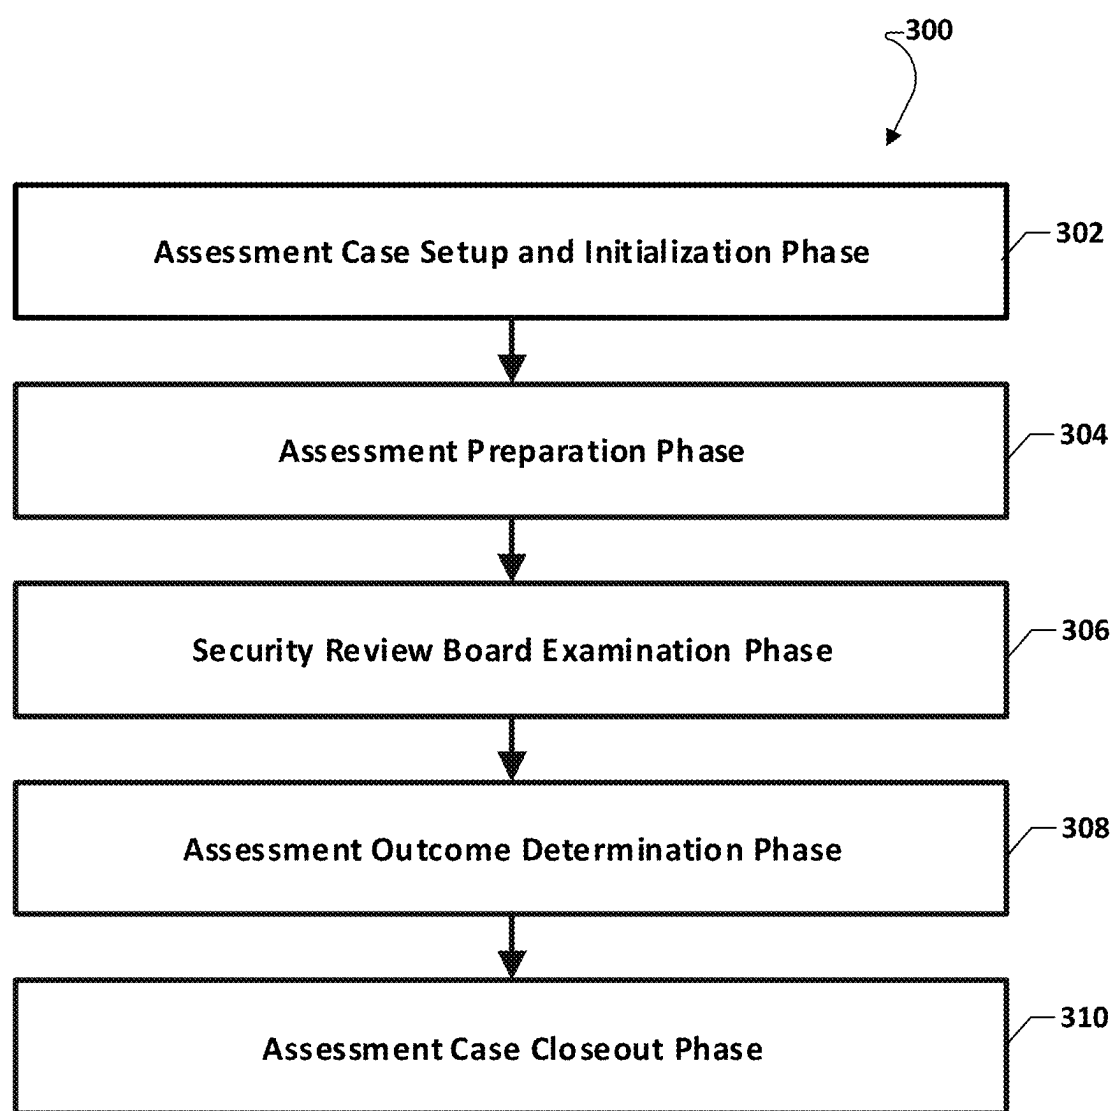 300
Assessment Case Setup and Initialization Phase
302
Assessment Preparation Phase
304
Security Review Board Examination Phase
306
Assessment Outcome Determination Phase
308
Assessment Case Closeout Phase
310